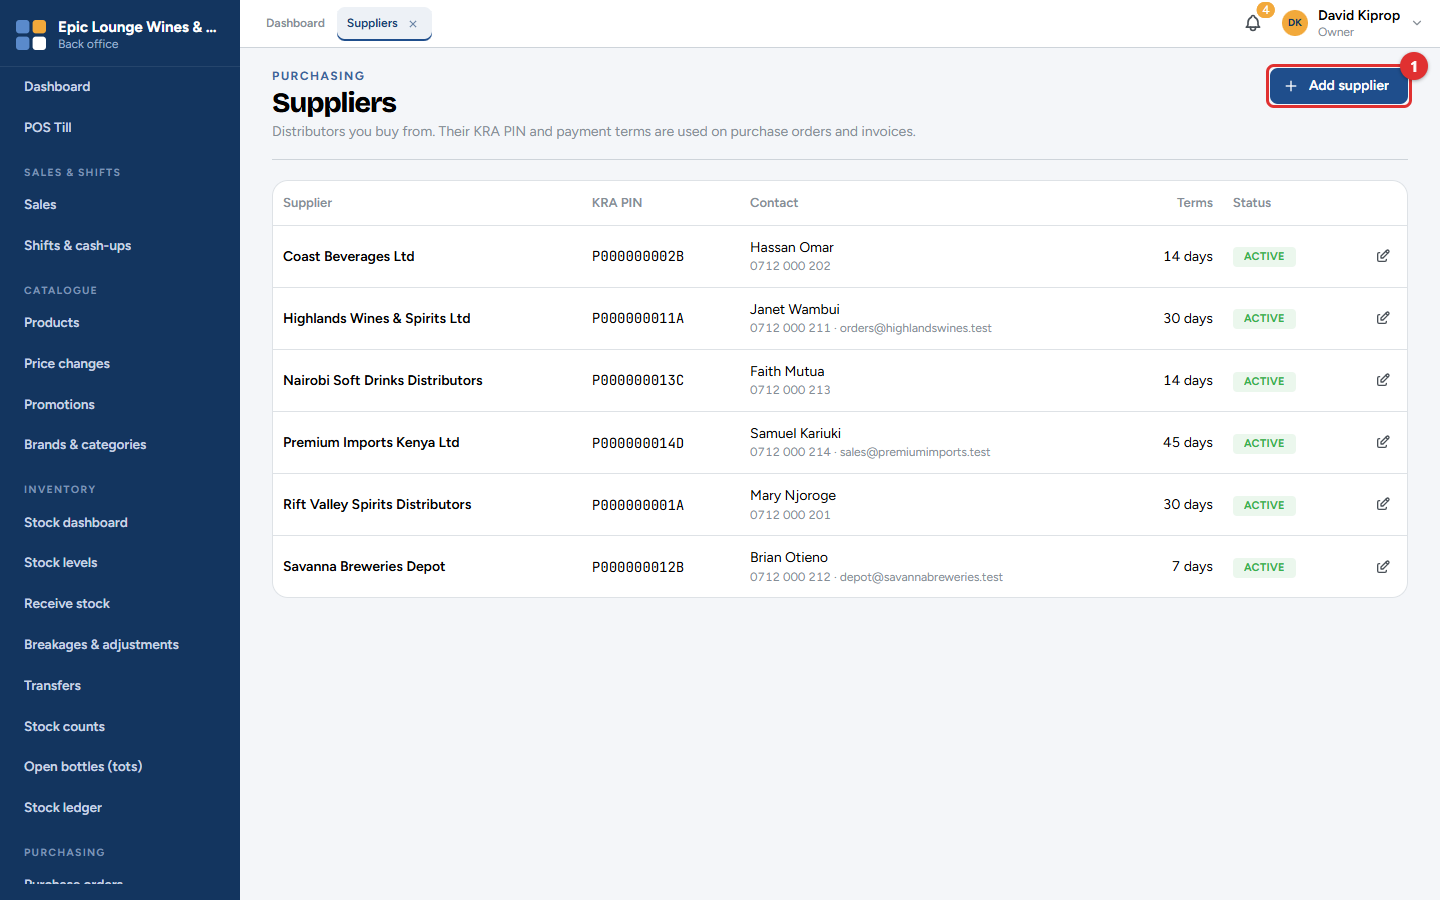 Epic Lounge Wines & ...
Back office
Dashboard
POS Till
SALES & SHIFTS
Sales
Shifts & cash-ups
CATALOGUE
Products
Price changes
Promotions
Brands & categories
INVENTORY
Stock dashboard
Stock levels
Receive stock
Breakages & adjustments
Transfers
Stock counts
Open bottles (tots)
Stock ledger
PURCHASING
Purchase orders
Dashboard
Suppliers
4
DK
David Kiprop
Owner
PURCHASING
Suppliers
Distributors you buy from. Their KRA PIN and payment terms are used on purchase orders and invoices.
Add supplier
1
Supplier KRA PIN Contact Terms Status
Coast Beverages Ltd P000000002B Hassan Omar 14 days ACTIVE
0712 000 202
Highlands Wines & Spirits Ltd P000000011A Janet Wambui 30 days ACTIVE
0712 000 211 · orders@highlandswines.test
Nairobi Soft Drinks Distributors P000000013C Faith Mutua 14 days ACTIVE
0712 000 213
Premium Imports Kenya Ltd P000000014D Samuel Kariuki 45 days ACTIVE
0712 000 214 · sales@premiumimports.test
Rift Valley Spirits Distributors P000000001A Mary Njoroge 30 days ACTIVE
0712 000 201
Savanna Breweries Depot P000000012B Brian Otieno 7 days ACTIVE
0712 000 212 · depot@savannabreweries.test